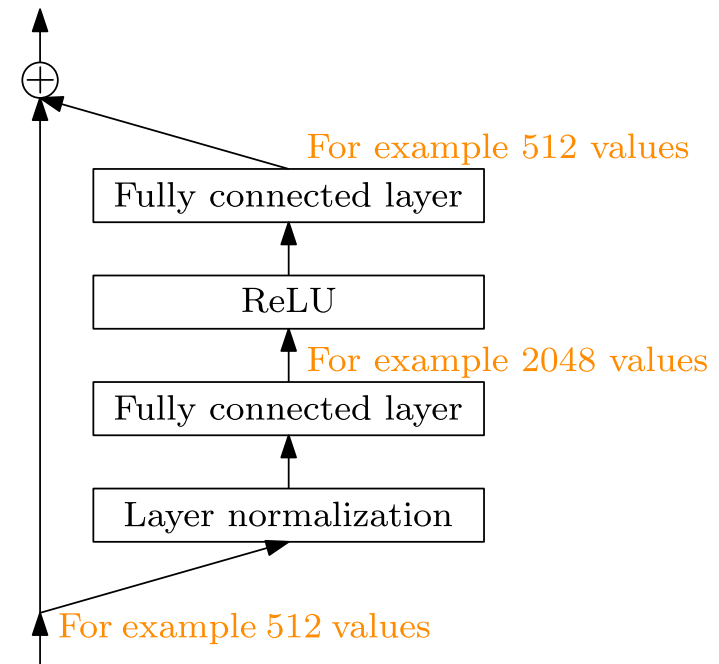 For example 512 values
Fully connected layer
ReLU
For example 2048 values
Fully connected layer
Layer normalization
For example 512 values